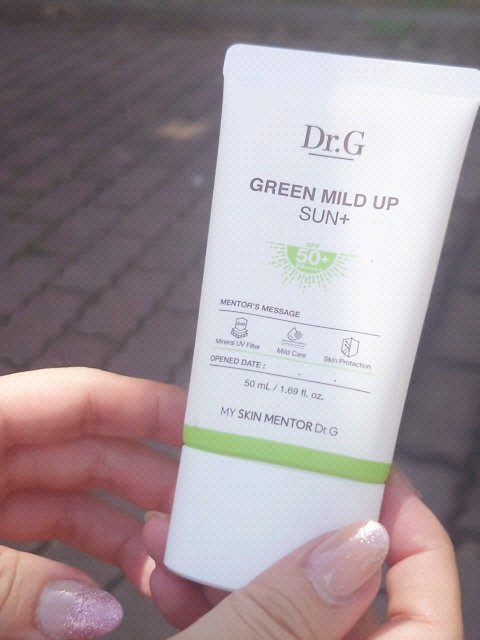 Dr.G
GREEN MILD UP
SUN+
SPF
50+
MENTOR'S MESSAGE
Mineral UV Filter
Mild Care
Skin Protection
OPENED DATE : . .
50 mL / 1.69 fl. oz.
MY SKIN MENTOR Dr.G